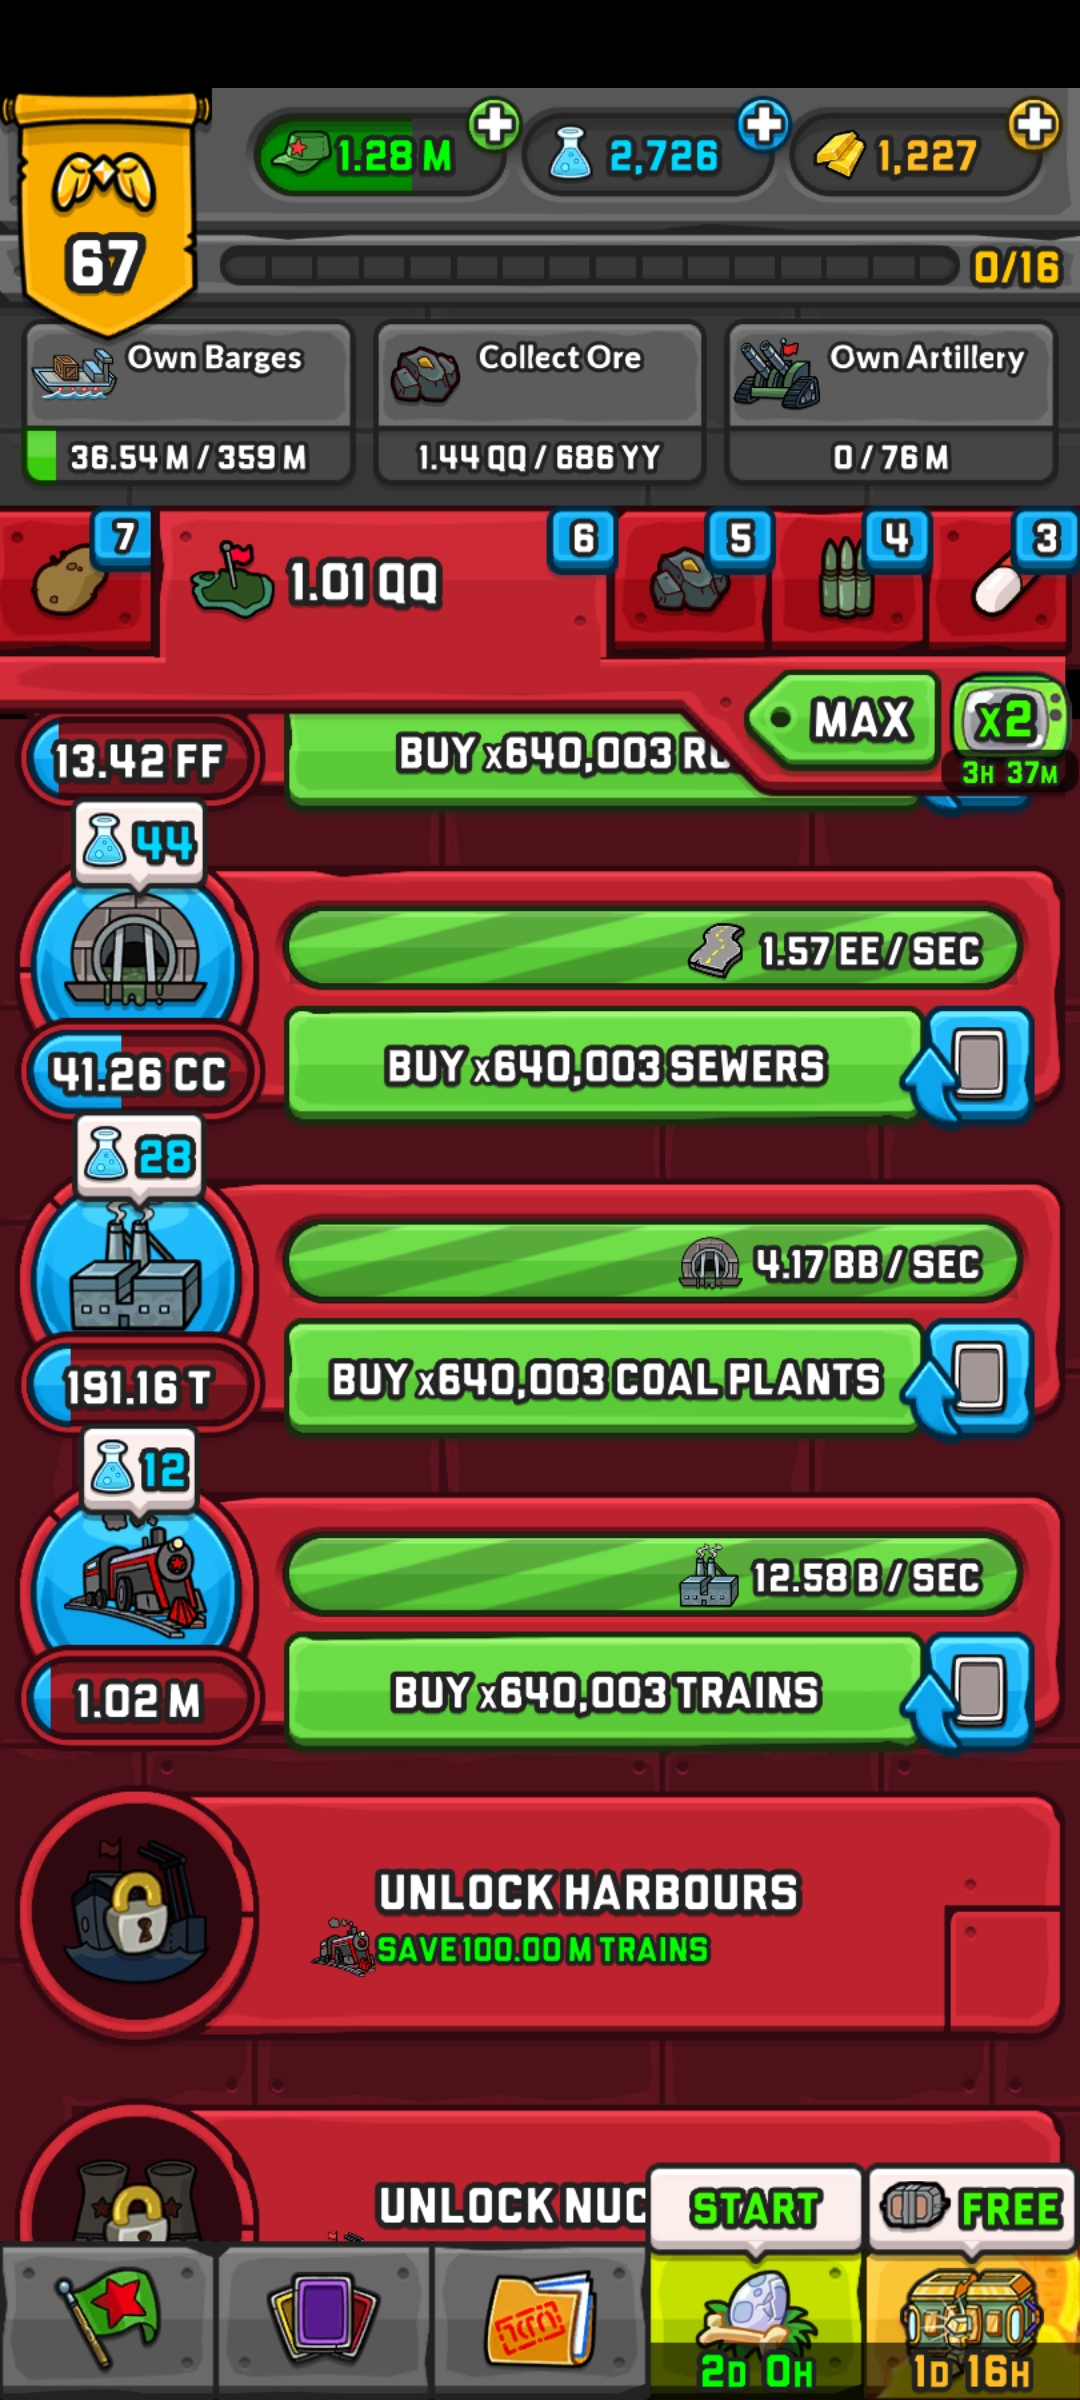 1.28 M
2,726
1,227
67
0/16
Own Barges
Collect Ore
Own Artillery
36.54 M / 359 M
1.44 QQ / 686 YY
0 / 76 M
7
6
5
4
3
1.01 QQ
MAX
x2
3H 37M
13.42 FF
BUY x640,003 RO
44
1.57 EE / SEC
41.26 CC
BUY x640,003 SEWERS
28
4.17 BB / SEC
191.16 T
BUY x640,003 COAL PLANTS
12
12.58 B / SEC
1.02 M
BUY x640,003 TRAINS
UNLOCK HARBOURS
SAVE 100.00 M TRAINS
UNLOCK NUC
START
FREE
2D 0H
1D 16H